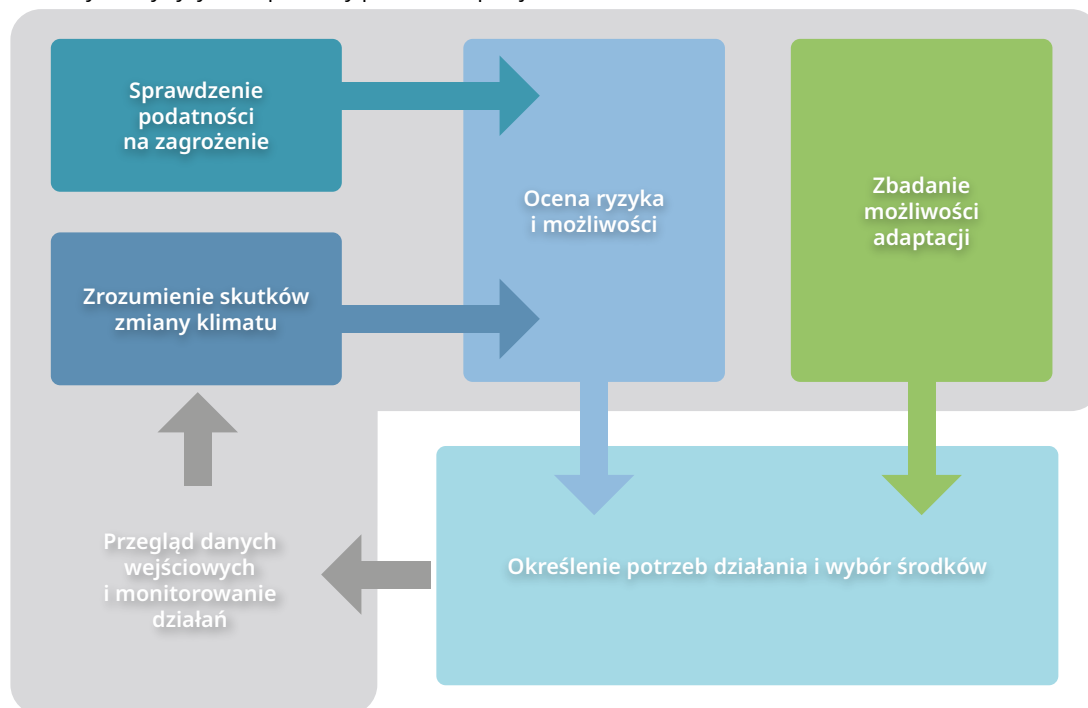 Sprawdzenie
podatności
na zagrożenie
Ocena ryzyka
i możliwości
Zbadanie
możliwości
adaptacji
Zrozumienie skutków
zmiany klimatu
Przegląd danych
wejściowych
i monitorowanie
działań
Określenie potrzeb działania i wybór środków